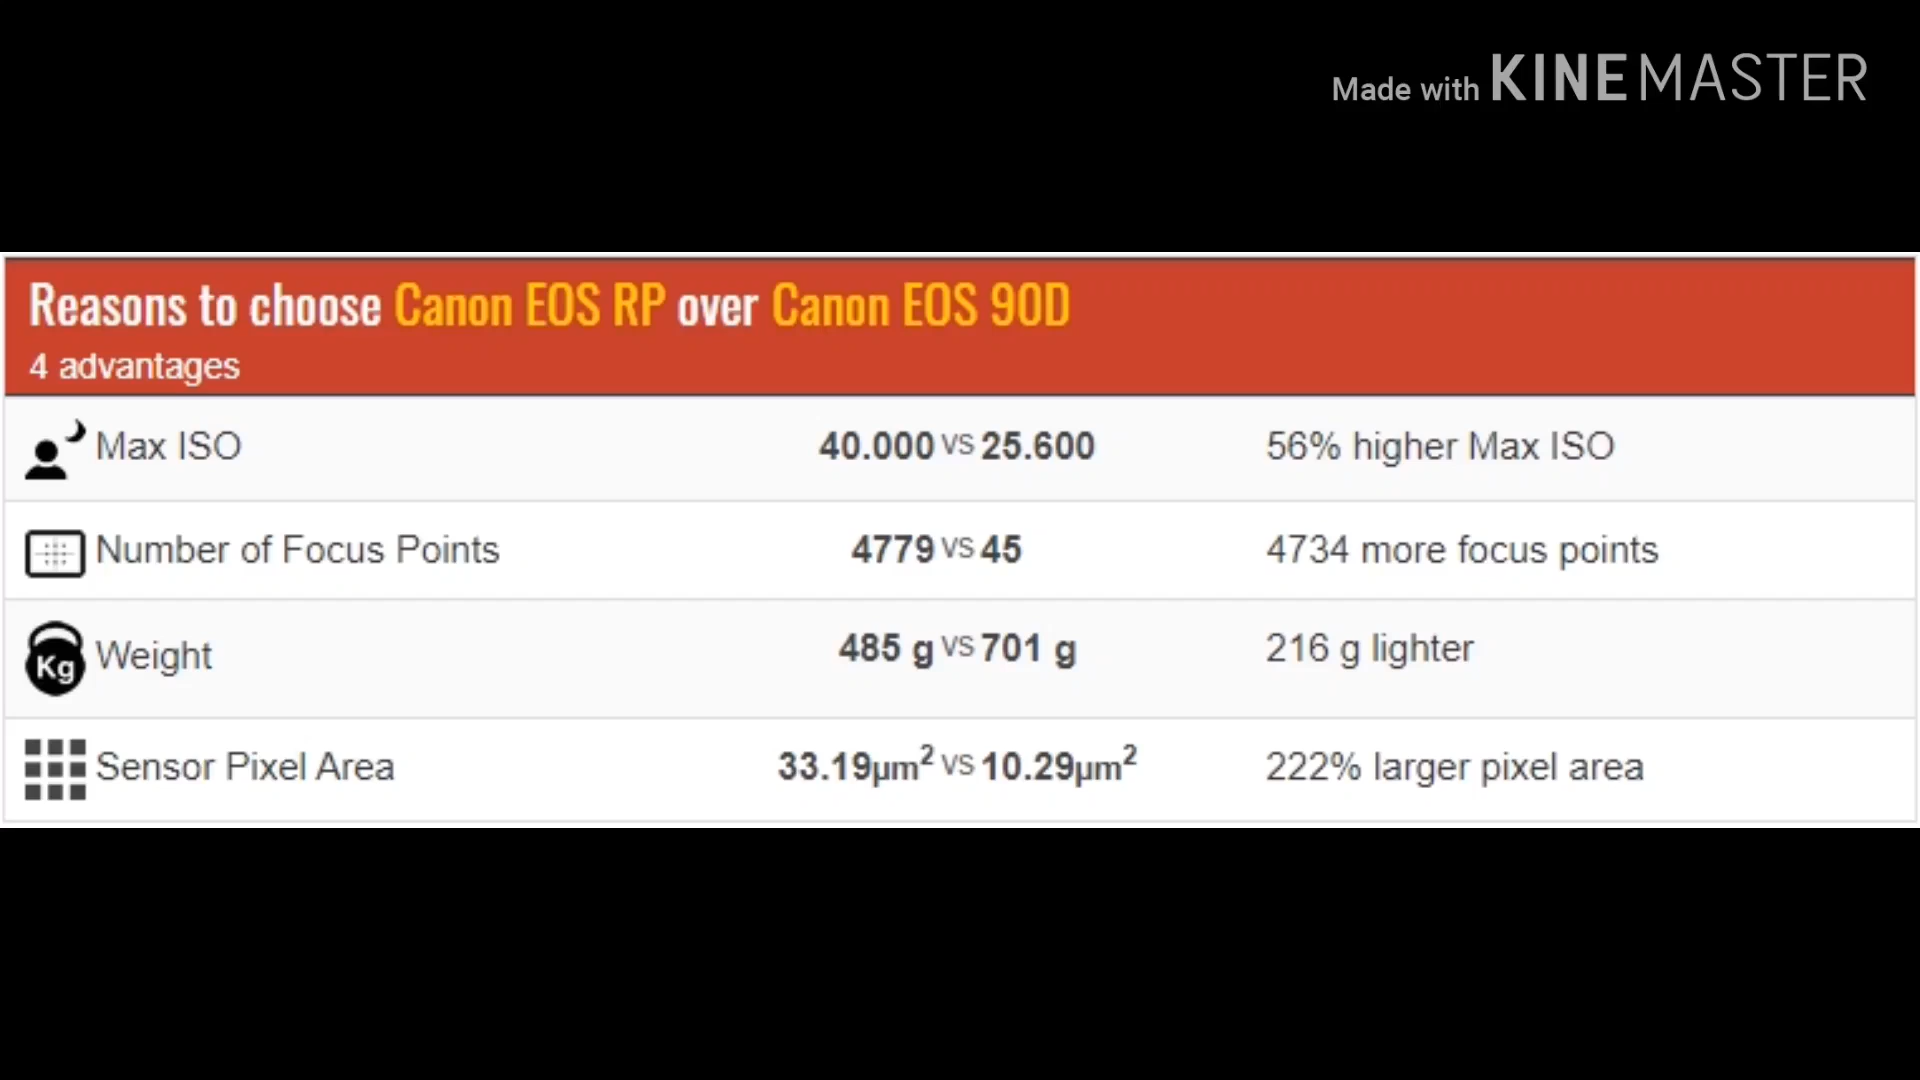 Made with KINEMASTER
Reasons to choose Canon EOS RP over Canon EOS 90D
4 advantages
Max ISO 40.000 VS 25.600 56% higher Max ISO
Number of Focus Points 4779 VS 45 4734 more focus points
Kg Weight 485 g VS 701 g 216 g lighter
Sensor Pixel Area 33.19µm² VS 10.29µm² 222% larger pixel area